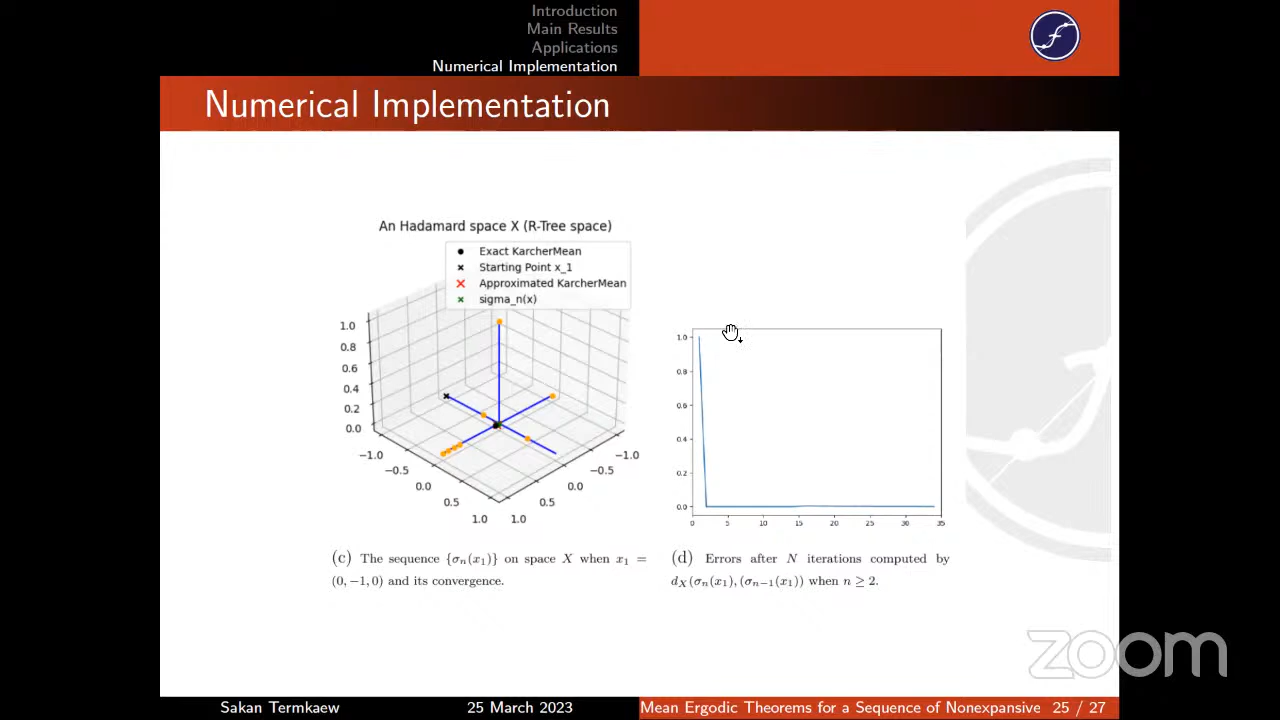 Introduction
Main Results
Applications
Numerical Implementation
Numerical Implementation
An Hadamard space X (R-Tree space)
Exact KarcherMean
Starting Point x_1
Approximated KarcherMean
sigma_n(x)
1.0
0.8
0.6
0.4
0.2
0.0
−1.0
−0.5
0.0
0.5
1.0
−1.0
−0.5
0.0
0.5
1.0
1.0
0.8
0.6
0.4
0.2
0.0
0 5 10 15 20 25 30 35
(c) The sequence {σₙ(x₁)} on space X when x₁ =
(0, −1, 0) and its convergence.
(d) Errors after N iterations computed by
d_X(σₙ(x₁), (σₙ₋₁(x₁)) when n ≥ 2.
zoom
Sakan Termkaew 25 March 2023 Mean Ergodic Theorems for a Sequence of Nonexpansive 25 / 27